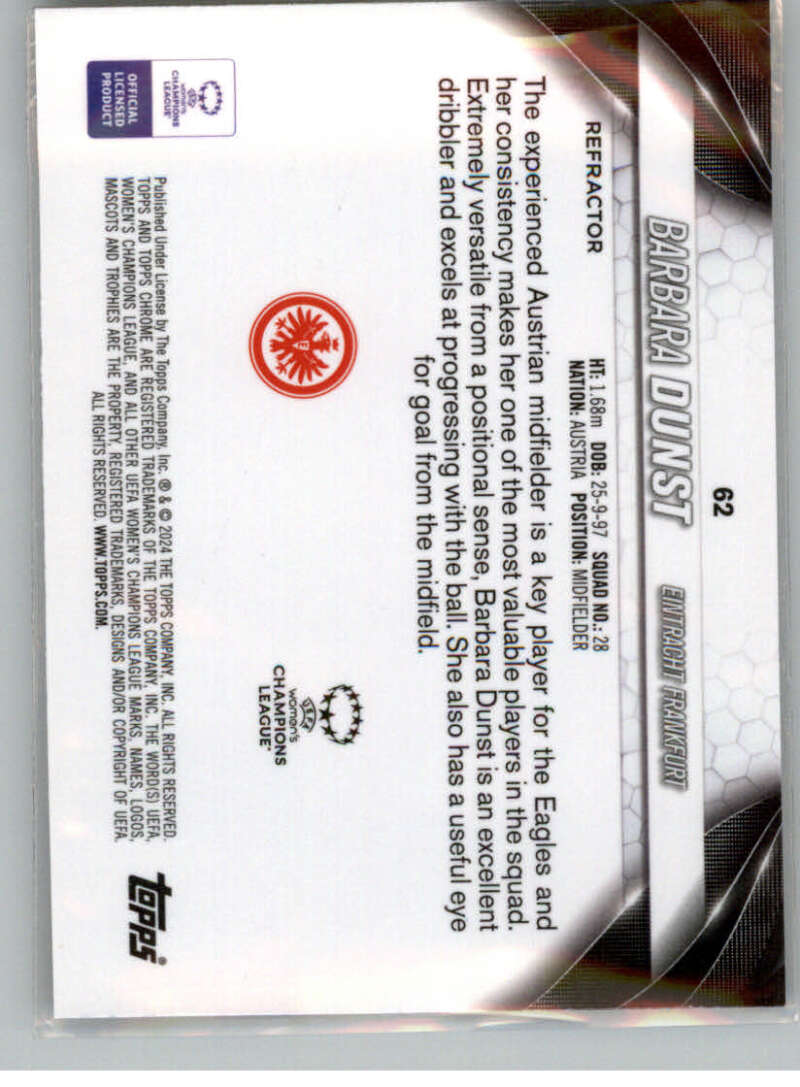 62
BARBARA DUNST EINTRACHT FRANKFURT
HT: 1.68m DOB: 25-9-97 SQUAD NO.: 28
NATION: AUSTRIA POSITION: MIDFIELDER
REFRACTOR
The experienced Austrian midfielder is a key player for the Eagles and
her consistency makes her one of the most valuable players in the squad.
Extremely versatile from a positional sense, Barbara Dunst is an excellent
dribbler and excels at progressing with the ball. She also has a useful eye
for goal from the midfield.
UEFA
women's
CHAMPIONS
LEAGUE™
UEFA
women's
CHAMPIONS
LEAGUE™
OFFICIAL
LICENSED
PRODUCT
Published Under License by The Topps Company, Inc. ® & © 2024 THE TOPPS COMPANY, INC. ALL RIGHTS RESERVED.
TOPPS AND TOPPS CHROME ARE REGISTERED TRADEMARKS OF THE TOPPS COMPANY, INC. THE WORD(S) UEFA,
WOMEN'S CHAMPIONS LEAGUE, AND ALL OTHER UEFA WOMEN'S CHAMPIONS LEAGUE MARKS, NAMES, LOGOS,
MASCOTS AND TROPHIES ARE THE PROPERTY, REGISTERED TRADEMARKS, DESIGNS AND/OR COPYRIGHT OF UEFA.
ALL RIGHTS RESERVED. WWW.TOPPS.COM.
topps®